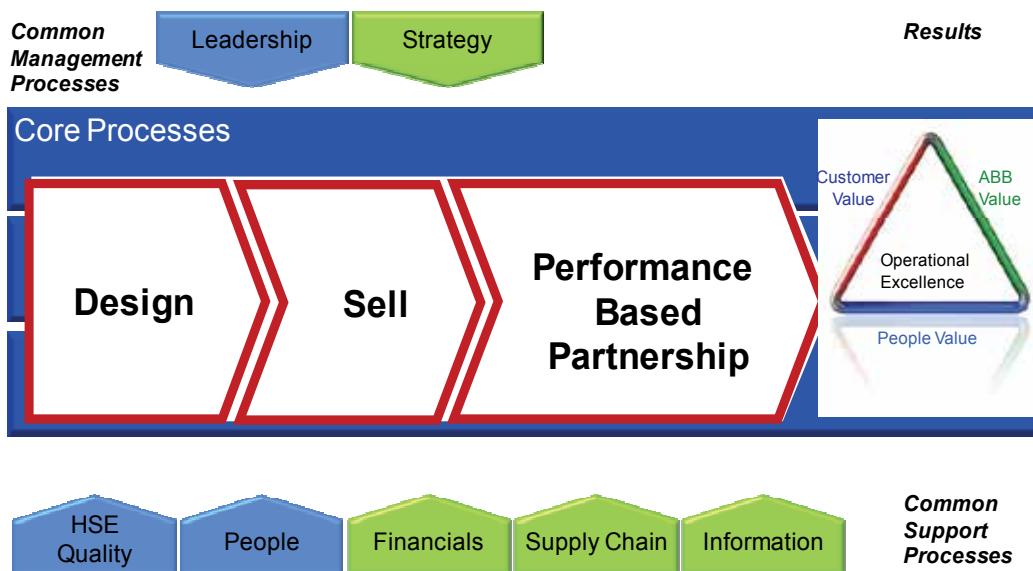 Common
Management
Processes
Leadership
Strategy
Results
Core Processes
Design
Sell
Performance
Based
Partnership
Customer
Value
ABB
Value
Operational
Excellence
People Value
HSE
Quality
People
Financials
Supply Chain
Information
Common
Support
Processes